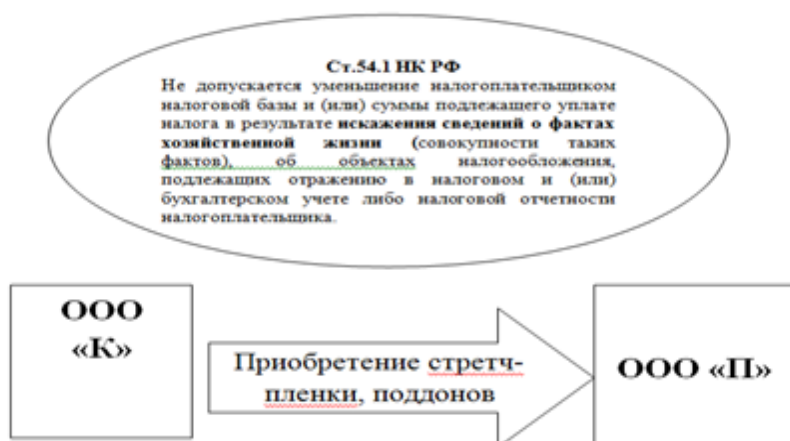 Ст.54.1 НК РФ
Не допускается уменьшение налогоплательщиком
налоговой базы и (или) суммы подлежащего уплате
налога в результате искажения сведений о фактах
хозяйственной жизни (совокупности таких
фактов), об объектах налогообложения,
подлежащих отражению в налоговом и (или)
бухгалтерском учете либо налоговой отчетности
налогоплательщика.
ООО
«К»
Приобретение стретч-
пленки, поддонов
ООО «П»